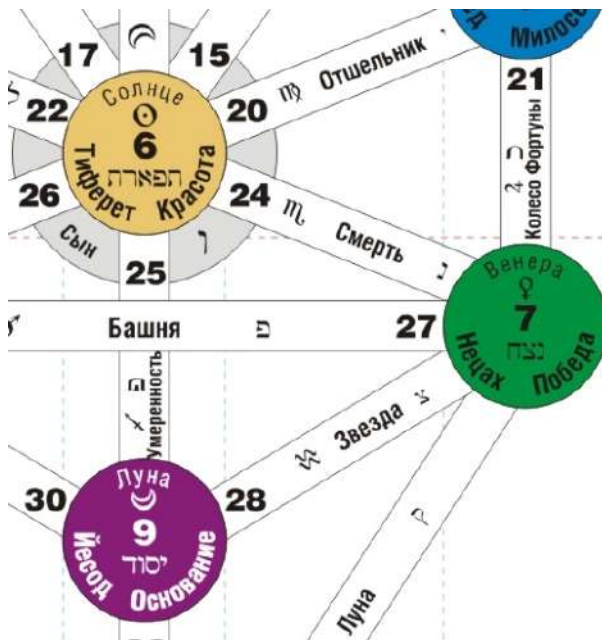 Милосе
17
15
21
22
Солнце
6
תפארת
Тиферет Красота
20
Отшельник
י
כ
Колесо Фортуны
26
24
Смерть
נ
Сын
ו
25
Башня
פ
27
Венера
7
נצח
Нецах Победа
Умеренность
Звезда
צ
30
Луна
9
יסוד
Йесод Основание
28
ק
Луна